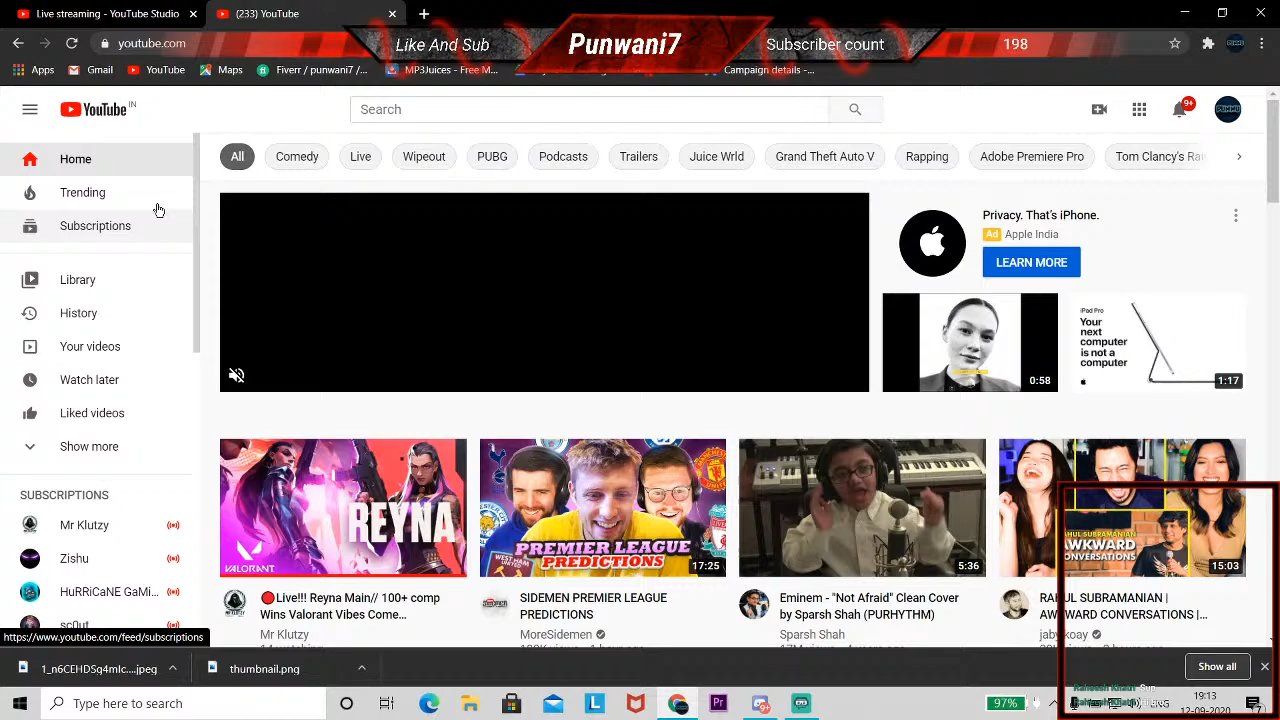 Live streaming - YouTube Studio
(233) YouTube
youtube.com
Like And Sub
Punwani7
Subscriber count
198
Apps
Gmail
YouTube
Maps
Fiverr / punwani7 /...
MP3Juices - Free M...
Campaign details -...
YouTube IN
Search
9+
Home
Trending
Subscriptions
Library
History
Your videos
Watch later
Liked videos
Show more
SUBSCRIPTIONS
Mr Klutzy
Zishu
HuRRiCANE GaMi...
sc0ut
All
Comedy
Live
Wipeout
PUBG
Podcasts
Trailers
Juice Wrld
Grand Theft Auto V
Rapping
Adobe Premiere Pro
Tom Clancy's Rai
Privacy. That's iPhone.
Ad Apple India
LEARN MORE
0:58
iPad Pro
Your
next
computer
is not a
computer
1:17
REYNA
VALORANT
PREMIER LEAGUE
PREDICTIONS
17:25
5:36
RAHUL SUBRAMANIAN
AWKWARD
CONVERSATIONS
15:03
Live!!! Reyna Main// 100+ comp
Wins Valorant Vibes Come...
Mr Klutzy
SIDEMEN PREMIER LEAGUE
PREDICTIONS
MoreSidemen
Eminem - "Not Afraid" Clean Cover
by Sparsh Shah (PURHYTHM)
Sparsh Shah
RAHUL SUBRAMANIAN |
AWKWARD CONVERSATIONS |...
jaby koay
https://www.youtube.com/feed/subscriptions
1_n6CEHDSq4mIc....jpeg
thumbnail.png
Show all
Type here to search
97%
ENG
19:13
12-09-2020